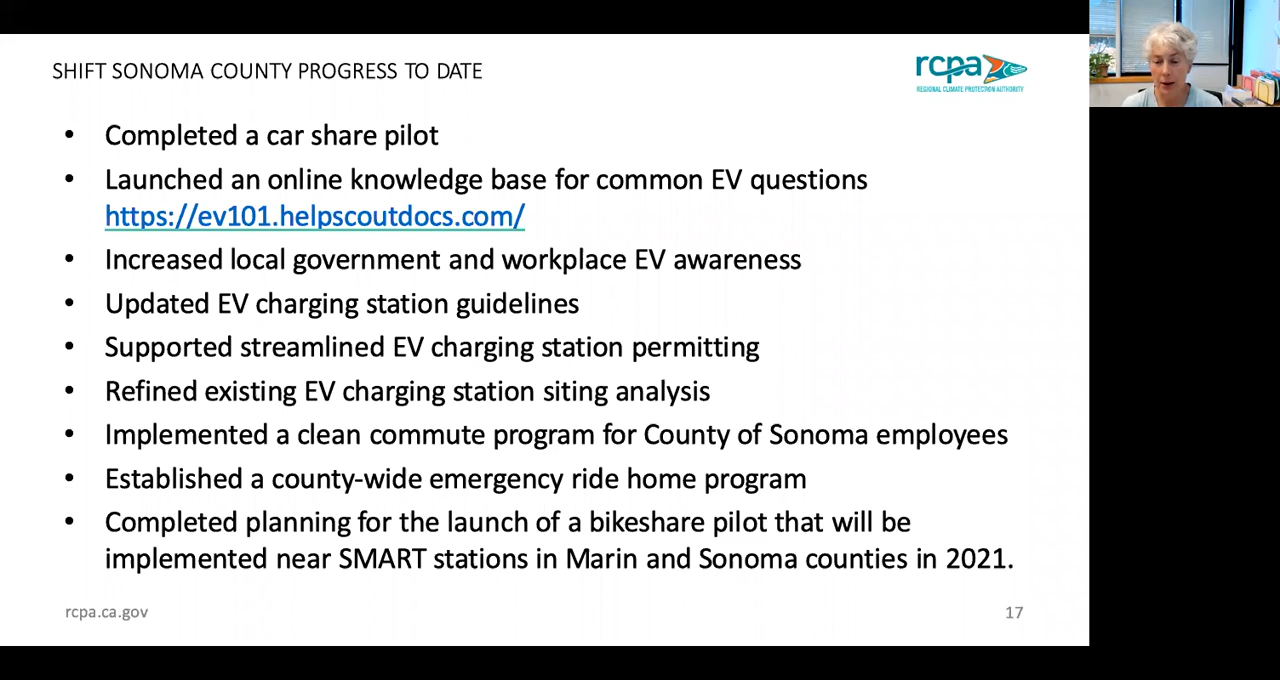 SHIFT SONOMA COUNTY PROGRESS TO DATE
rcpa
REGIONAL CLIMATE PROTECTION AUTHORITY
• Completed a car share pilot
• Launched an online knowledge base for common EV questions
https://ev101.helpscoutdocs.com/
• Increased local government and workplace EV awareness
• Updated EV charging station guidelines
• Supported streamlined EV charging station permitting
• Refined existing EV charging station siting analysis
• Implemented a clean commute program for County of Sonoma employees
• Established a county-wide emergency ride home program
• Completed planning for the launch of a bikeshare pilot that will be
implemented near SMART stations in Marin and Sonoma counties in 2021.
rcpa.ca.gov
17